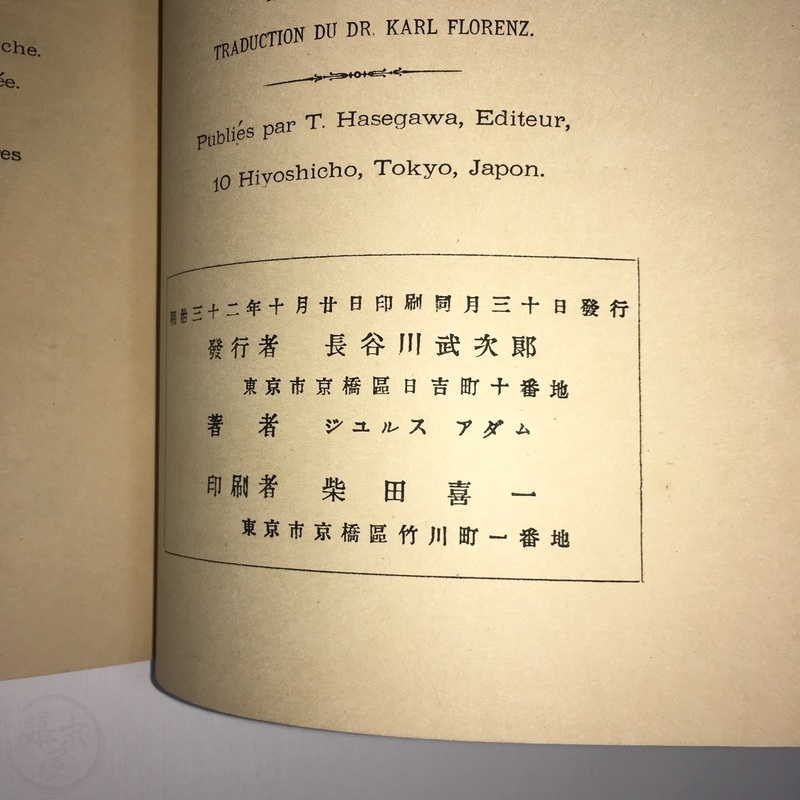 che.
ée.
es
TRADUCTION DU DR. KARL FLORENZ.
Publiés par T. Hasegawa, Editeur,
10 Hiyoshicho, Tokyo, Japon.
明治三十二年十月廿日印刷同月三十日發行
發行者 長谷川武次郎
東京市京橋區日吉町十番地
著者 ジユルス アダム
印刷者 柴田喜一
東京市京橋區竹川町一番地
幕末屋